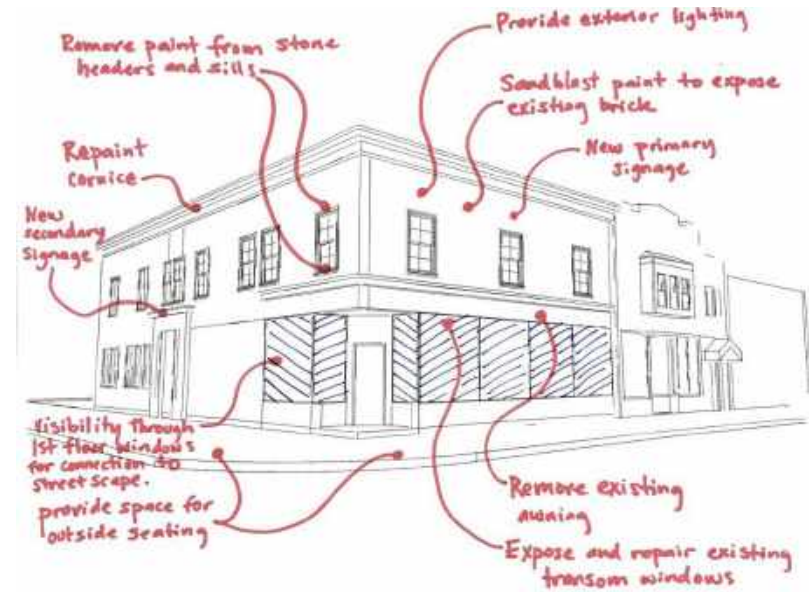 Remove paint from stone
headers and sills
Provide exterior lighting
Sandblast paint to expose
existing brick
New primary
signage
Repaint
cornice
New
secondary
signage
Visibility through
1st floor windows
for connection to
street scape.
provide space for
outside seating
Remove existing
awning
Expose and repair existing
transom windows